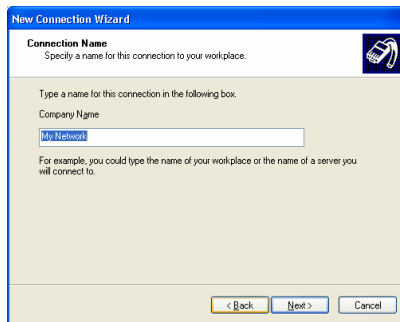 New Connection Wizard
Connection Name
Specify a name for this connection to your workplace.
Type a name for this connection in the following box.
Company Name
My Network
For example, you could type the name of your workplace or the name of a server you
will connect to.
< Back Next > Cancel